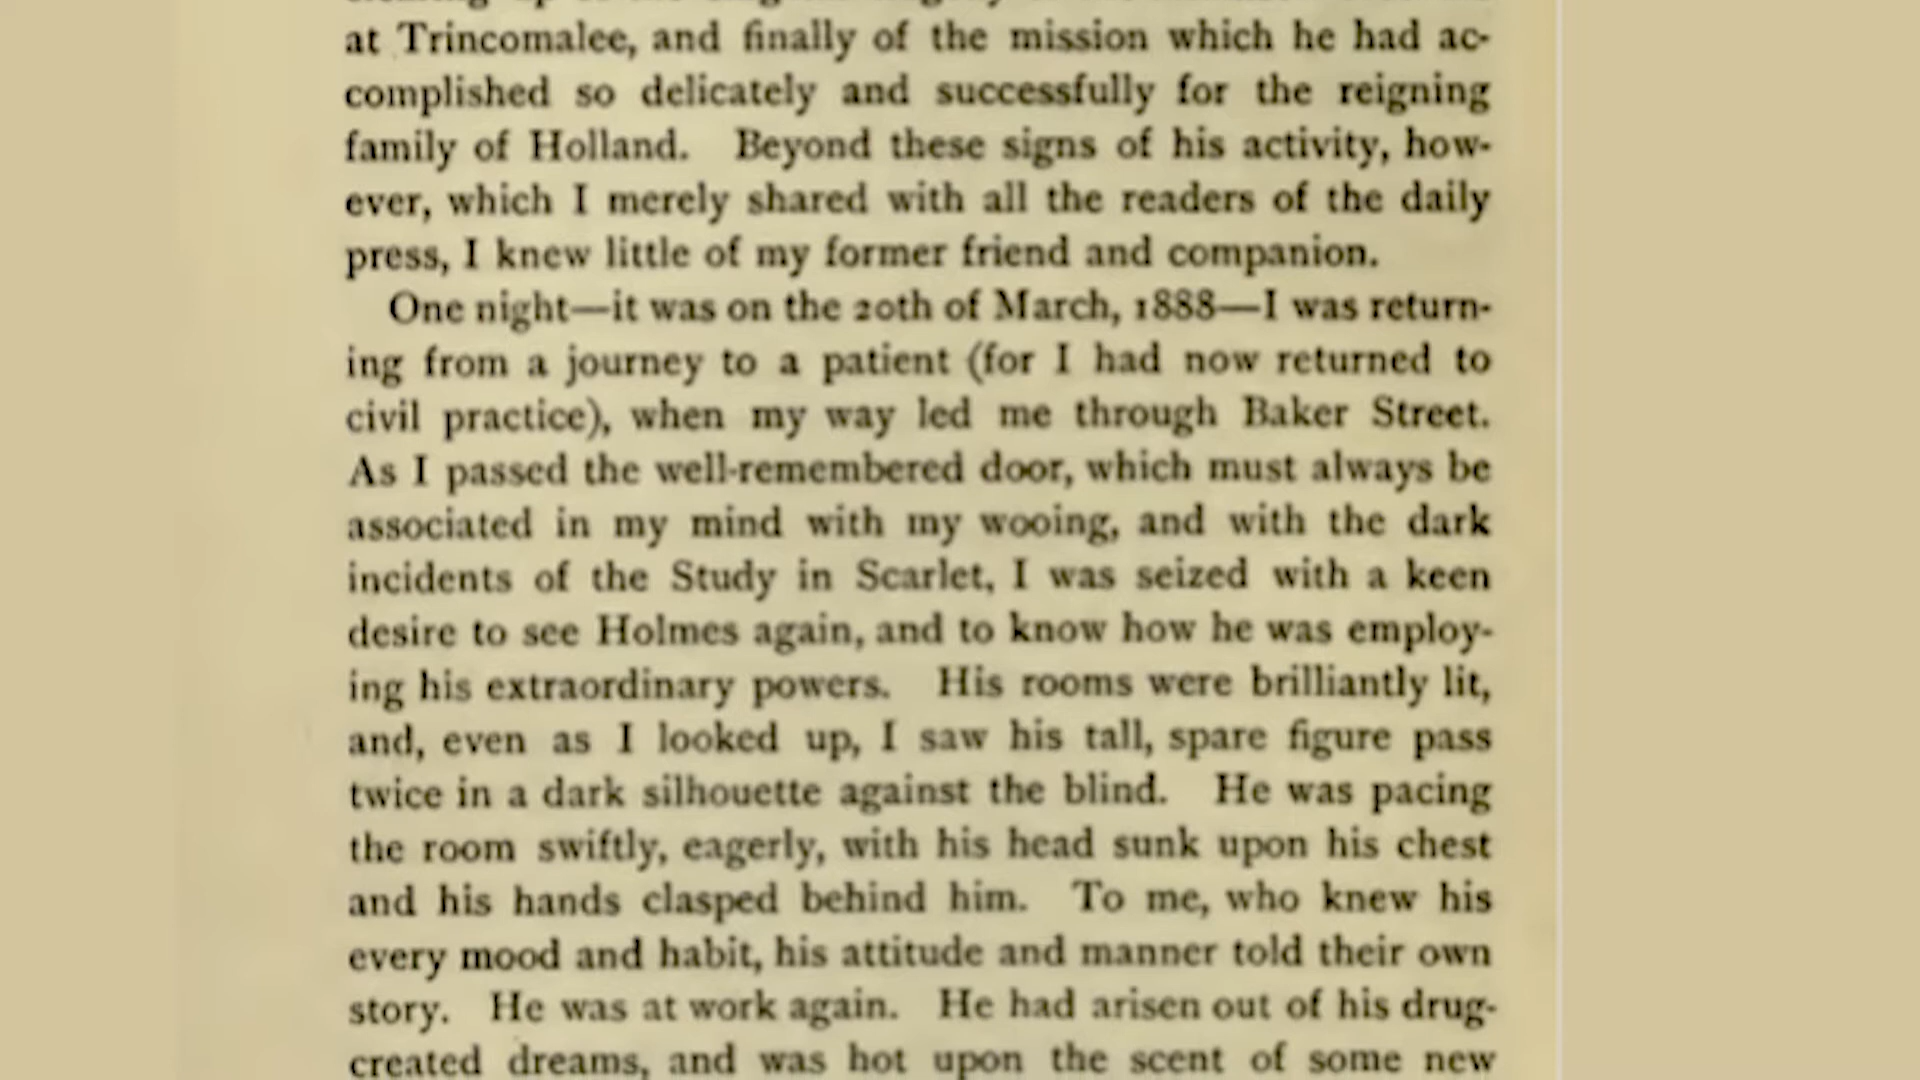 at Trincomalee, and finally of the mission which he had ac-
complished so delicately and successfully for the reigning
family of Holland. Beyond these signs of his activity, how-
ever, which I merely shared with all the readers of the daily
press, I knew little of my former friend and companion.
One night—it was on the 20th of March, 1888—I was return-
ing from a journey to a patient (for I had now returned to
civil practice), when my way led me through Baker Street.
As I passed the well-remembered door, which must always be
associated in my mind with my wooing, and with the dark
incidents of the Study in Scarlet, I was seized with a keen
desire to see Holmes again, and to know how he was employ-
ing his extraordinary powers. His rooms were brilliantly lit,
and, even as I looked up, I saw his tall, spare figure pass
twice in a dark silhouette against the blind. He was pacing
the room swiftly, eagerly, with his head sunk upon his chest
and his hands clasped behind him. To me, who knew his
every mood and habit, his attitude and manner told their own
story. He was at work again. He had arisen out of his drug-
created dreams, and was hot upon the scent of some new